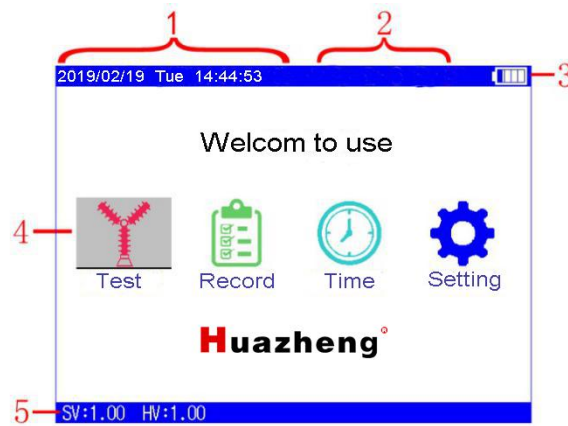 1 2
2019/02/19 Tue 14:44:53
3
Welcom to use
4
Test Record Time Setting
Huazheng®
5
SV:1.00 HV:1.00